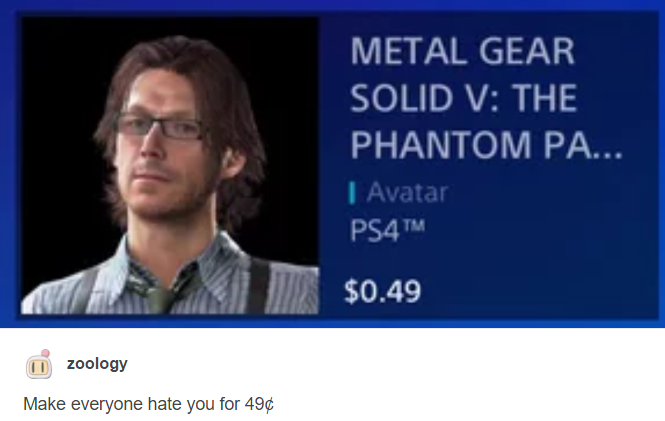 METAL GEAR
SOLID V: THE
PHANTOM PA...
Avatar
PS4™
$0.49
zoology
Make everyone hate you for 49¢